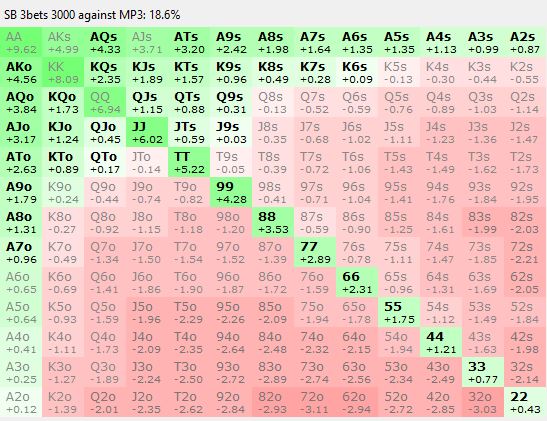 SB 3bets 3000 against MP3: 18.6%
AA AKs AQs AJs ATs A9s A8s A7s A6s A5s A4s A3s A2s
+9.62 +4.99 +4.33 +3.71 +3.20 +2.42 +1.98 +1.64 +1.35 +1.35 +1.13 +0.99 +0.87
AKo KK KQs KJs KTs K9s K8s K7s K6s K5s K4s K3s K2s
+4.56 +8.09 +2.35 +1.89 +1.57 +0.96 +0.49 +0.28 +0.09 -0.13 -0.30 -0.44 -0.55
AQo KQo QQ QJs QTs Q9s Q8s Q7s Q6s Q5s Q4s Q3s Q2s
+3.84 +1.73 +6.94 +1.15 +0.88 +0.31 -0.13 -0.52 -0.59 -0.76 -0.89 -1.03 -1.14
AJo KJo QJo JJ JTs J9s J8s J7s J6s J5s J4s J3s J2s
+3.17 +1.24 +0.45 +6.02 +0.59 +0.03 -0.35 -0.68 -1.02 -1.11 -1.23 -1.36 -1.47
ATo KTo QTo JTo TT T9s T8s T7s T6s T5s T4s T3s T2s
+2.63 +0.89 +0.17 -0.14 +5.22 -0.05 -0.39 -0.72 -1.06 -1.43 -1.49 -1.62 -1.73
A9o K9o Q9o J9o T9o 99 98s 97s 96s 95s 94s 93s 92s
+1.79 +0.24 -0.44 -0.74 -0.82 +4.28 -0.41 -0.71 -1.04 -1.41 -1.76 -1.84 -1.95
A8o K8o Q8o J8o T8o 98o 88 87s 86s 85s 84s 83s 82s
+1.31 -0.27 -0.92 -1.15 -1.18 -1.20 +3.53 -0.59 -0.90 -1.25 -1.61 -1.99 -2.03
A7o K7o Q7o J7o T7o 97o 87o 77 76s 75s 74s 73s 72s
+0.96 -0.49 -1.34 -1.50 -1.54 -1.52 -1.39 +2.89 -0.78 -1.11 -1.45 -1.85 -2.21
A6o K6o Q6o J6o T6o 96o 86o 76o 66 65s 64s 63s 62s
+0.65 -0.69 -1.41 -1.86 -1.90 -1.87 -1.72 -1.59 +2.31 -0.96 -1.31 -1.69 -2.05
A5o K5o Q5o J5o T5o 95o 85o 75o 65o 55 54s 53s 52s
+0.64 -0.93 -1.59 -1.96 -2.29 -2.26 -2.09 -1.94 -1.78 +1.75 -1.12 -1.49 -1.84
A4o K4o Q4o J4o T4o 94o 84o 74o 64o 54o 44 43s 42s
+0.41 -1.11 -1.73 -2.09 -2.35 -2.64 -2.48 -2.32 -2.15 -1.94 +1.21 -1.63 -1.98
A3o K3o Q3o J3o T3o 93o 83o 73o 63o 53o 43o 33 32s
+0.25 -1.27 -1.89 -2.24 -2.50 -2.72 -2.89 -2.74 -2.56 -2.34 -2.49 +0.77 -2.14
A2o K2o Q2o J2o T2o 92o 82o 72o 62o 52o 42o 32o 22
+0.12 -1.39 -2.01 -2.35 -2.62 -2.84 -2.93 -3.11 -2.94 -2.72 -2.85 -3.03 +0.43